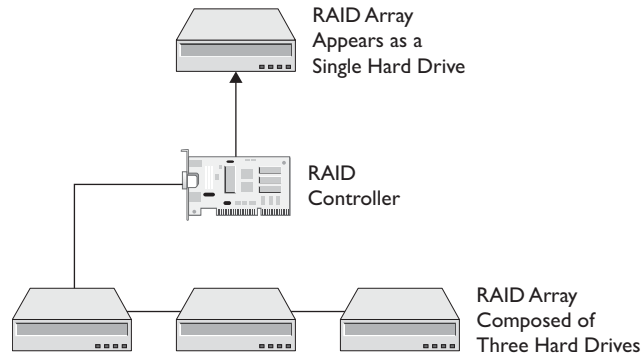 RAID Array
Appears as a
Single Hard Drive
RAID
Controller
RAID Array
Composed of
Three Hard Drives